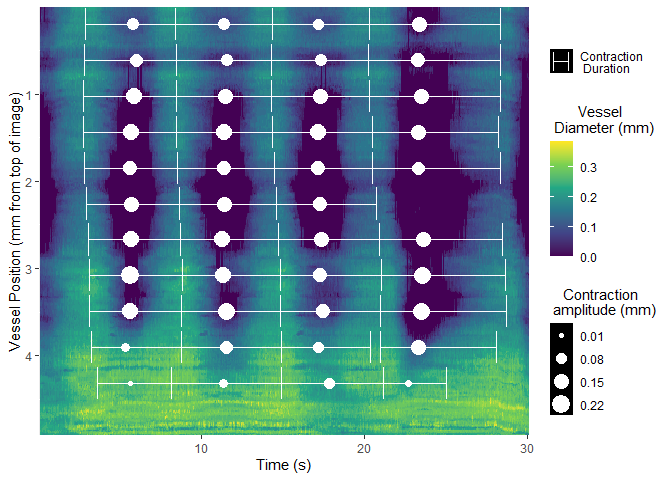 Contraction
Duration
Vessel
Diameter (mm)
0.3
0.2
0.1
0.0
Contraction
amplitude (mm)
0.01
0.08
0.15
0.22
Vessel Position (mm from top of image)
1
2
3
4
10
20
30
Time (s)